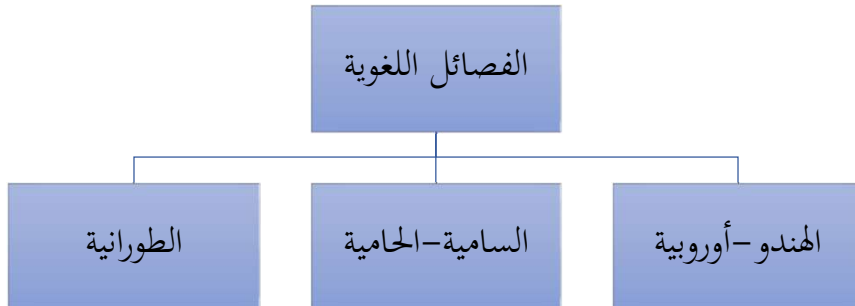 الفصائل اللغوية
الهندو-أوروبية
السامية-الحامية
الطورانية